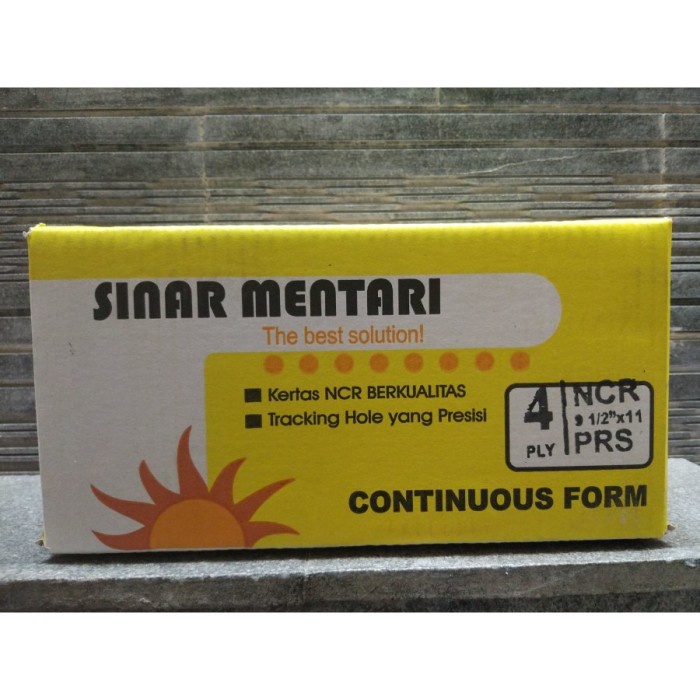 SINAR MENTARI
The best solution!
Kertas NCR BERKUALITAS
Tracking Hole yang Presisi
4 PLY
NCR
9 1/2"x11
PRS
CONTINUOUS FORM